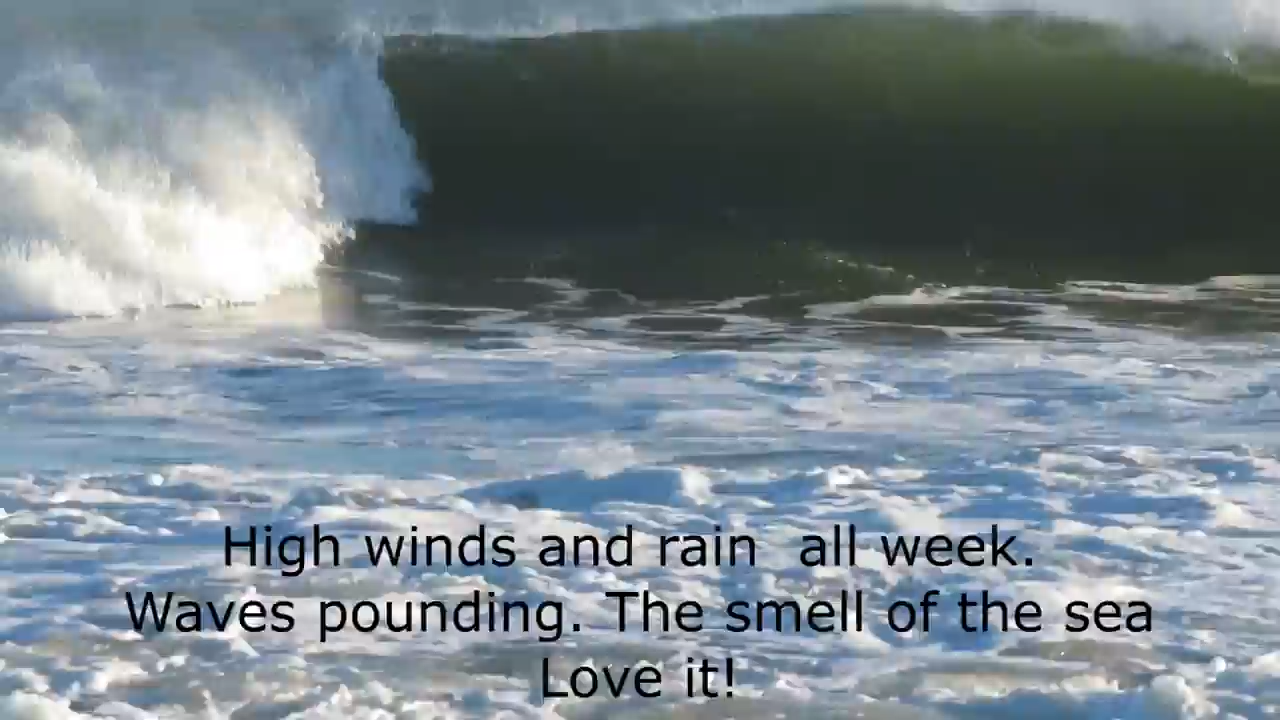 High winds and rain  all week.
Waves pounding. The smell of the sea
Love it!